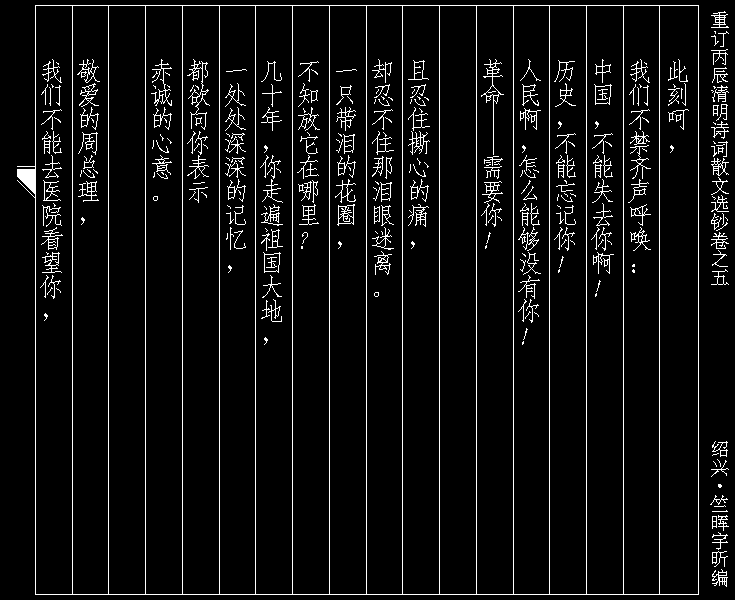 重订丙辰清明诗词散文选钞卷之五
绍兴·竺晖宇昕编
此刻呵，
我们不禁齐声呼唤：
中国，不能失去你啊！
历史，不能忘记你！
人民啊，怎么能够没有你！
革命——需要你！
且忍住撕心的痛，
却忍不住那泪眼迷离。
一只带泪的花圈，
不知放它在哪里？
几十年，你走遍祖国大地，
一处处深深的记忆，
都欲向你表示
赤诚的心意。
敬爱的周总理，
我们不能去医院看望你，